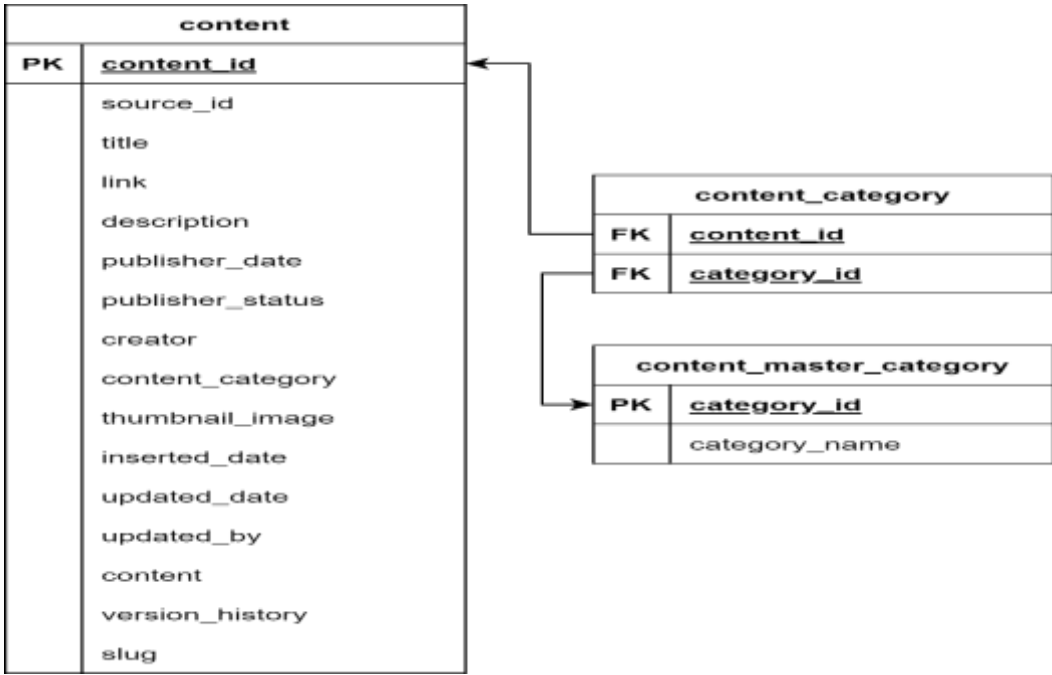 content
PK content_id
source_id
title
link
description
publisher_date
publisher_status
creator
content_category
thumbnail_image
inserted_date
updated_date
updated_by
content
version_history
slug
content_category
FK content_id
FK category_id
content_master_category
PK category_id
category_name